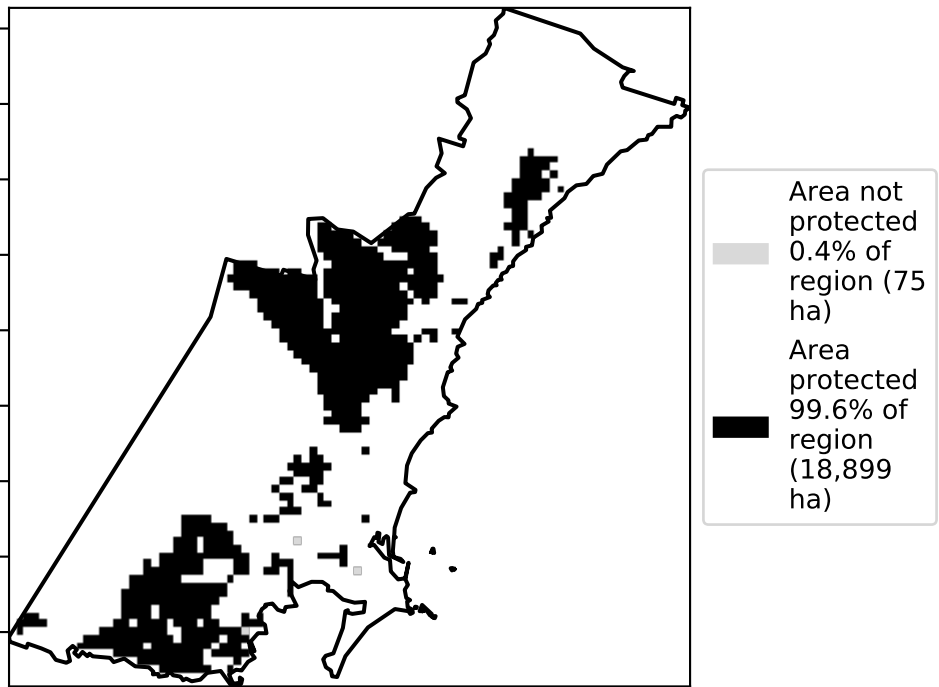 Area not
protected
0.4% of
region (75
ha)
Area
protected
99.6% of
region
(18,899
ha)